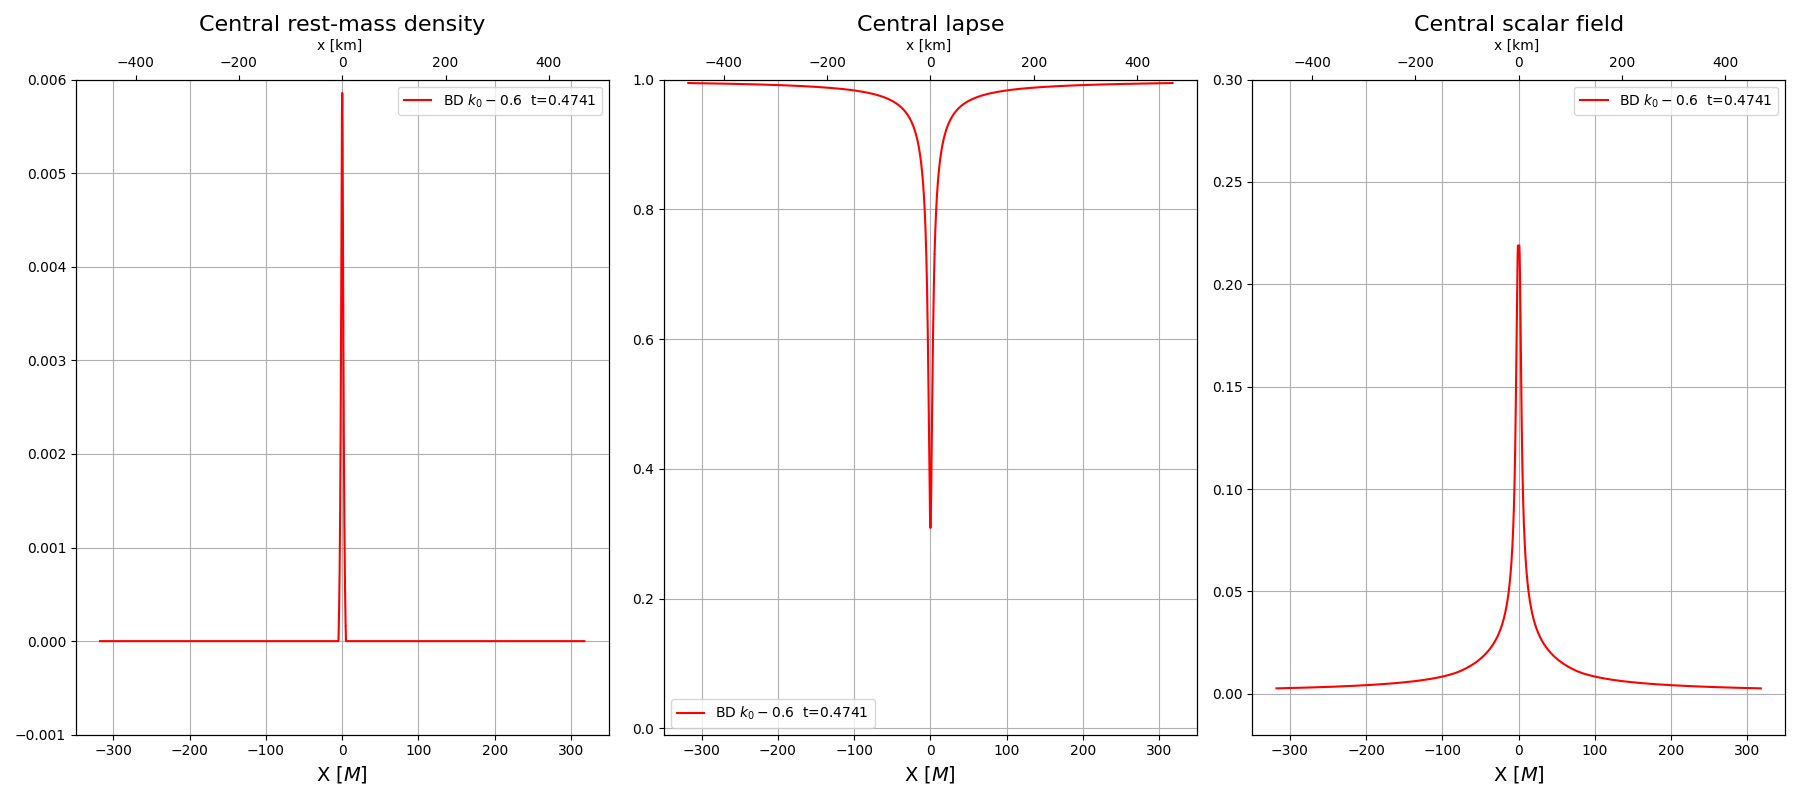 Central rest-mass density
x [km]
−400 −200 0 200 400
0.006
0.005
0.004
0.003
0.002
0.001
0.000
−0.001
BD k₀ − 0.6 t=0.4741
−300 −200 −100 0 100 200 300
X [M]
Central lapse
x [km]
−400 −200 0 200 400
1.0
0.8
0.6
0.4
0.2
0.0
BD k₀ − 0.6 t=0.4741
−300 −200 −100 0 100 200 300
X [M]
Central scalar field
x [km]
−400 −200 0 200 400
0.30
0.25
0.20
0.15
0.10
0.05
0.00
BD k₀ − 0.6 t=0.4741
−300 −200 −100 0 100 200 300
X [M]